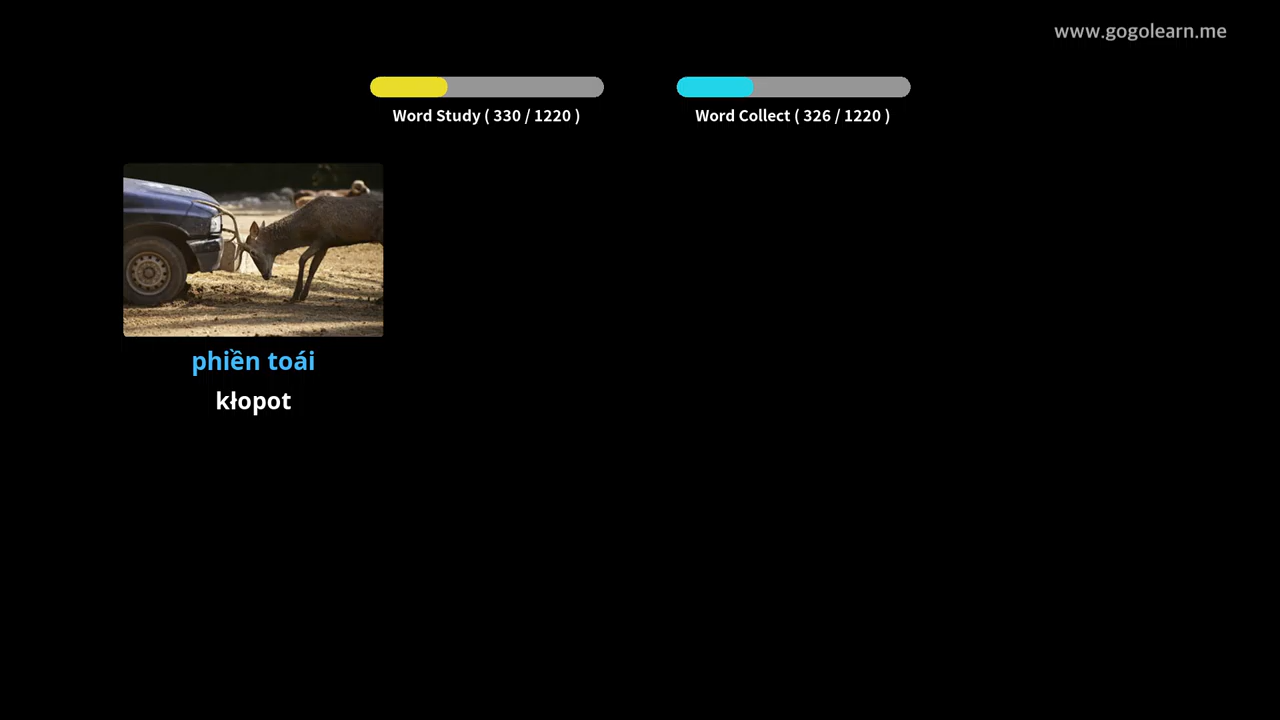 www.gogolearn.me
Word Study ( 330 / 1220 )
Word Collect ( 326 / 1220 )
phiền toái
kłopot